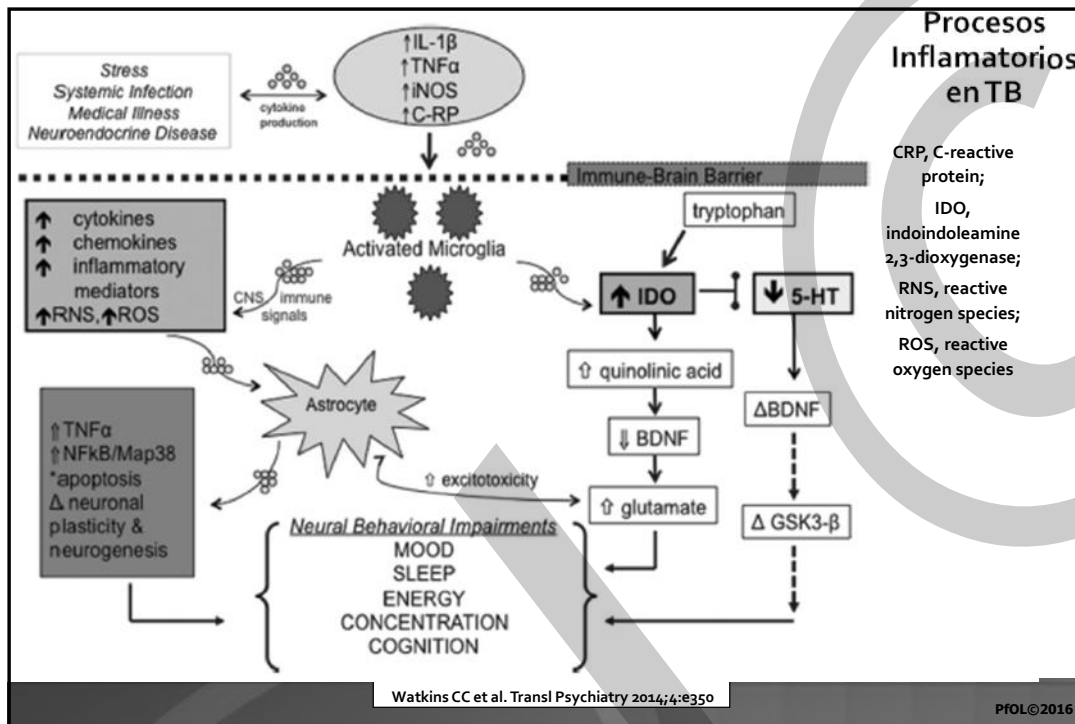 Procesos
Inflamatorios
en TB
CRP, C-reactive
protein;
IDO,
indoindoleamine
2,3-dioxygenase;
RNS, reactive
nitrogen species;
ROS, reactive
oxygen species
Stress
Systemic Infection
Medical Illness
Neuroendocrine Disease
cytokine
production
↑IL-1β
↑TNFα
↑iNOS
↑C-RP
Immune-Brain Barrier
↑ cytokines
↑ chemokines
↑ inflammatory
mediators
↑RNS,↑ROS
Activated Microglia
CNS immune
signals
tryptophan
↑ IDO
↓ 5-HT
⇧ quinolinic acid
⇩ BDNF
⇧ glutamate
ΔBDNF
Δ GSK3-β
Astrocyte
⇧ excitotoxicity
⇧TNFα
⇧NFkB/Map38
*apoptosis
Δ neuronal
plasticity &
neurogenesis
Neural Behavioral Impairments
MOOD
SLEEP
ENERGY
CONCENTRATION
COGNITION
Watkins CC et al. Transl Psychiatry 2014;4:e350
PfOL©2016